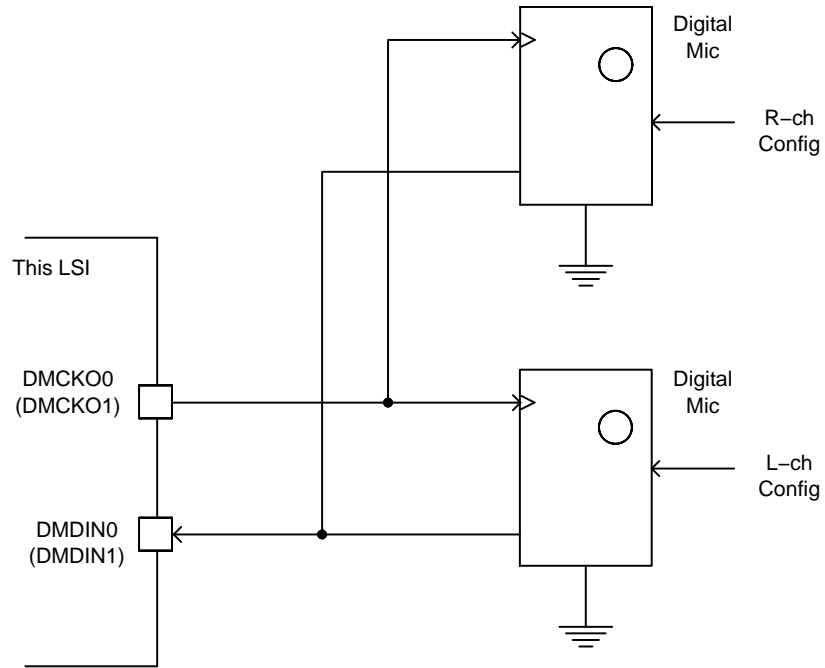 Digital
Mic
R−ch
Config
This LSI
DMCKO0
(DMCKO1)
Digital
Mic
L−ch
Config
DMDIN0
(DMDIN1)